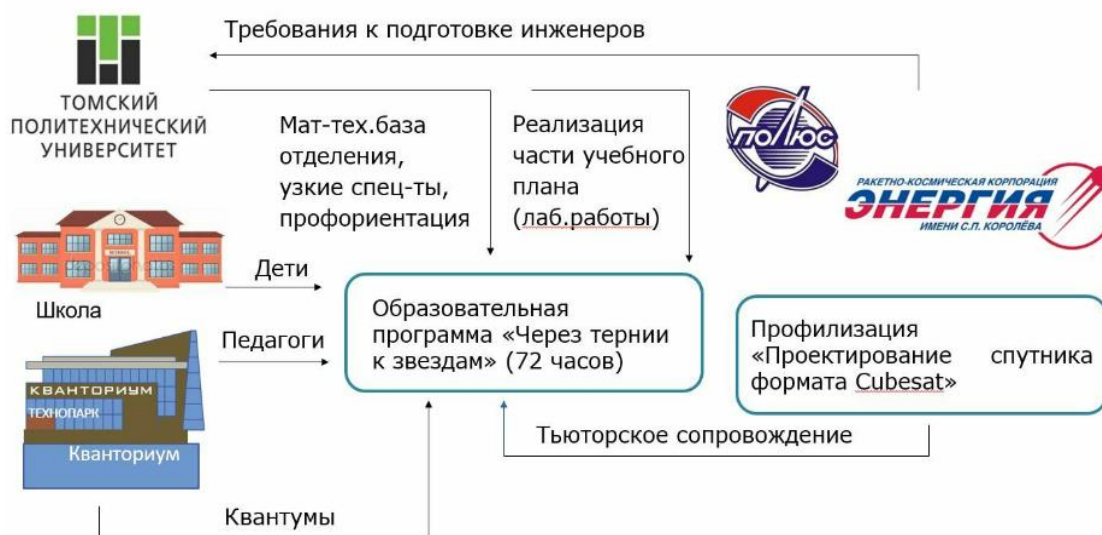 Требования к подготовке инженеров
ТОМСКИЙ
ПОЛИТЕХНИЧЕСКИЙ
УНИВЕРСИТЕТ
Мат-тех.база
отделения,
узкие спец-ты,
профориентация
Реализация
части учебного
плана
(лаб.работы)
ПОЛЮС
РАКЕТНО-КОСМИЧЕСКАЯ КОРПОРАЦИЯ
ЭНЕРГИЯ
ИМЕНИ С.П. КОРОЛЁВА
Дети
Школа
Педагоги
Образовательная
программа «Через тернии
к звездам» (72 часов)
Профилизация
«Проектирование спутника
формата Cubesat»
КВАНТОРИУМ
ТЕХНОПАРК
Кванториум
Тьюторское сопровождение
Квантумы